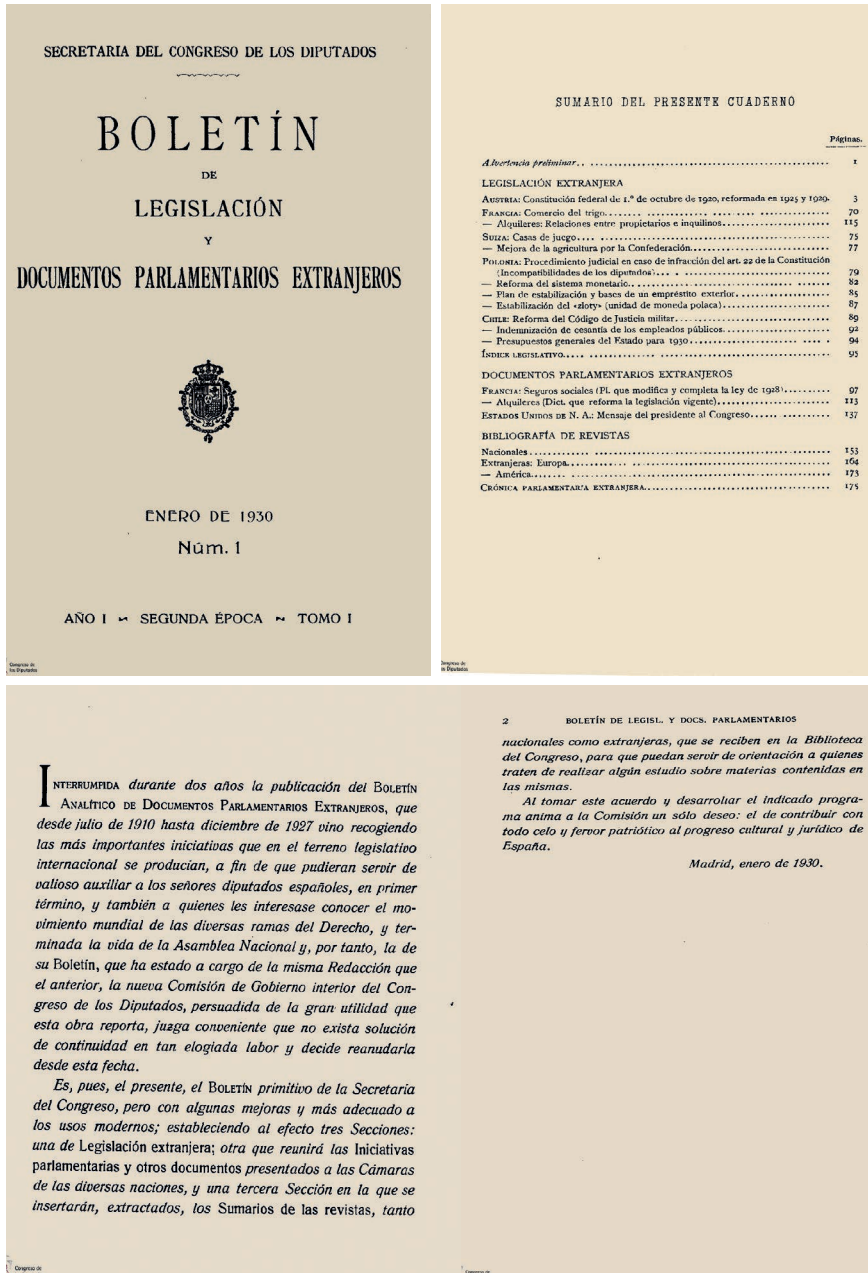 SECRETARIA DEL CONGRESO DE LOS DIPUTADOS
BOLETÍN
DE
LEGISLACIÓN
Y
DOCUMENTOS PARLAMENTARIOS EXTRANJEROS
ENERO DE 1930
Núm. 1
AÑO I ~ SEGUNDA ÉPOCA ~ TOMO I
Congreso de
los Diputados
SUMARIO DEL PRESENTE CUADERNO
Páginas.
Advertencia preliminar.. .......... 1
LEGISLACIÓN EXTRANJERA
AUSTRIA: Constitución federal de 1.º de octubre de 1920, reformada en 1925 y 1929. 3
FRANCIA: Comercio del trigo.......... 70
— Alquileres: Relaciones entre propietarios e inquilinos.......... 115
SUIZA: Casas de juego.......... 75
— Mejora de la agricultura por la Confederación.......... 77
POLONIA: Procedimiento judicial en caso de infracción del art. 22 de la Constitución
(Incompatibilidades de los diputados).......... 79
— Reforma del sistema monetario.......... 82
— Plan de estabilización y bases de un empréstito exterior.......... 85
— Estabilización del «zloty» (unidad de moneda polaca).......... 87
CHILE: Reforma del Código de Justicia militar.......... 89
— Indemnización de cesantía de los empleados públicos.......... 92
— Presupuestos generales del Estado para 1930.......... 94
ÍNDICE LEGISLATIVO.......... 95
DOCUMENTOS PARLAMENTARIOS EXTRANJEROS
FRANCIA: Seguros sociales (Pl. que modifica y completa la ley de 1928).......... 97
— Alquileres (Dict. que reforma la legislación vigente).......... 113
ESTADOS UNIDOS DE N. A.: Mensaje del presidente al Congreso.......... 137
BIBLIOGRAFÍA DE REVISTAS
Nacionales.......... 153
Extranjeras: Europa.......... 164
— América.......... 173
CRÓNICA PARLAMENTARIA EXTRANJERA.......... 175
Congreso de
los Diputados
INTERRUMPIDA durante dos años la publicación del BOLETÍN
ANALÍTICO DE DOCUMENTOS PARLAMENTARIOS EXTRANJEROS, que
desde julio de 1910 hasta diciembre de 1927 vino recogiendo
las más importantes iniciativas que en el terreno legislativo
internacional se producían, a fin de que pudieran servir de
valioso auxiliar a los señores diputados españoles, en primer
término, y también a quienes les interesase conocer el mo-
vimiento mundial de las diversas ramas del Derecho, y ter-
minada la vida de la Asamblea Nacional y, por tanto, la de
su Boletín, que ha estado a cargo de la misma Redacción que
el anterior, la nueva Comisión de Gobierno interior del Con-
greso de los Diputados, persuadida de la gran utilidad que
esta obra reporta, juzga conveniente que no exista solución
de continuidad en tan elogiada labor y decide reanudarla
desde esta fecha.
Es, pues, el presente, el BOLETÍN primitivo de la Secretaría
del Congreso, pero con algunas mejoras y más adecuado a
los usos modernos; estableciendo al efecto tres Secciones:
una de Legislación extranjera; otra que reunirá las Iniciativas
parlamentarias y otros documentos presentados a las Cámaras
de las diversas naciones, y una tercera Sección en la que se
insertarán, extractados, los Sumarios de las revistas, tanto
Congreso de
2 BOLETÍN DE LEGISL. Y DOCS. PARLAMENTARIOS
nacionales como extranjeras, que se reciben en la Biblioteca
del Congreso, para que puedan servir de orientación a quienes
traten de realizar algún estudio sobre materias contenidas en
las mismas.
Al tomar este acuerdo y desarrollar el indicado progra-
ma anima a la Comisión un sólo deseo: el de contribuir con
todo celo y fervor patriótico al progreso cultural y jurídico de
España.
Madrid, enero de 1930.
Congreso de